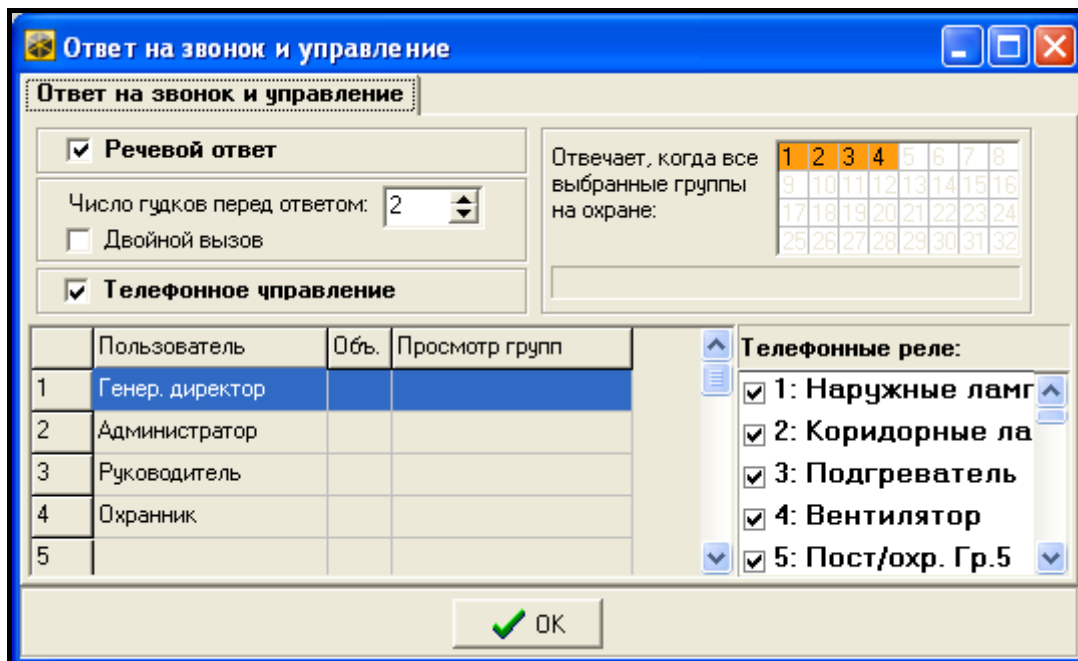 Ответ на звонок и управление
Ответ на звонок и управление
Речевой ответ
Число гудков перед ответом: 2
Двойной вызов
Телефонное управление
Отвечает, когда все
выбранные группы
на охране:
1 2 3 4 5 6 7 8
9 10 11 12 13 14 15 16
17 18 19 20 21 22 23 24
25 26 27 28 29 30 31 32
Пользователь Объ. Просмотр групп
1 Генер. директор
2 Администратор
3 Руководитель
4 Охранник
5
Телефонные реле:
1: Наружные ламп
2: Коридорные ла
3: Подгреватель
4: Вентилятор
5: Пост/охр. Гр.5
OK